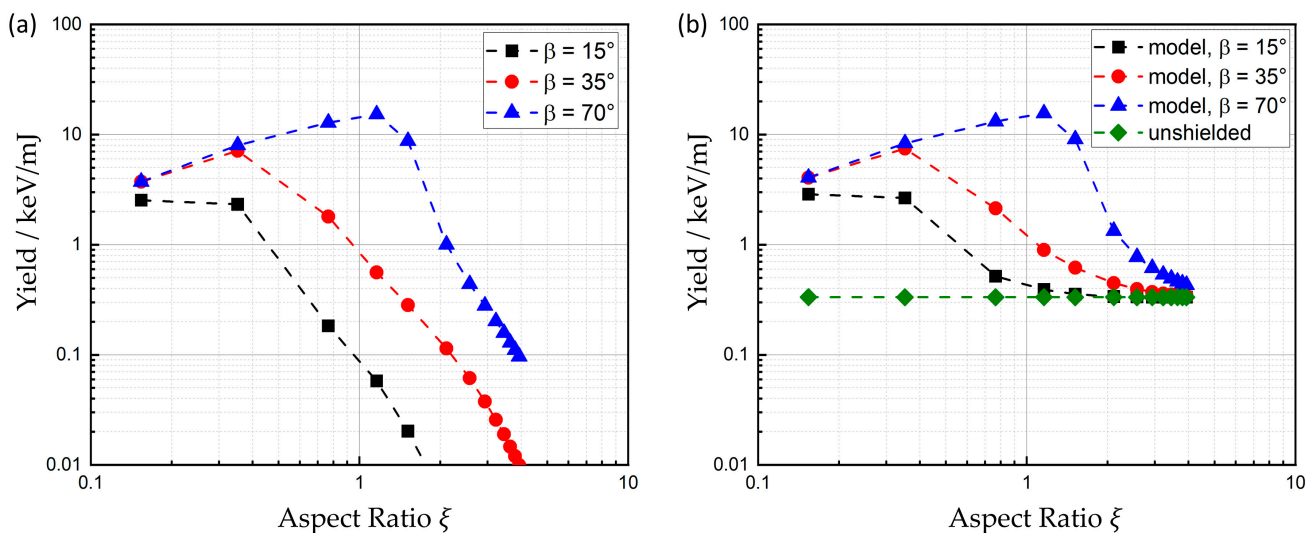 (a)
100
10
1
0.1
0.01
Yield / keV/mJ
β = 15°
β = 35°
β = 70°
0.1
1
10
Aspect Ratio ξ
(b)
100
10
1
0.1
0.01
Yield / keV/mJ
model, β = 15°
model, β = 35°
model, β = 70°
unshielded
0.1
1
10
Aspect Ratio ξ